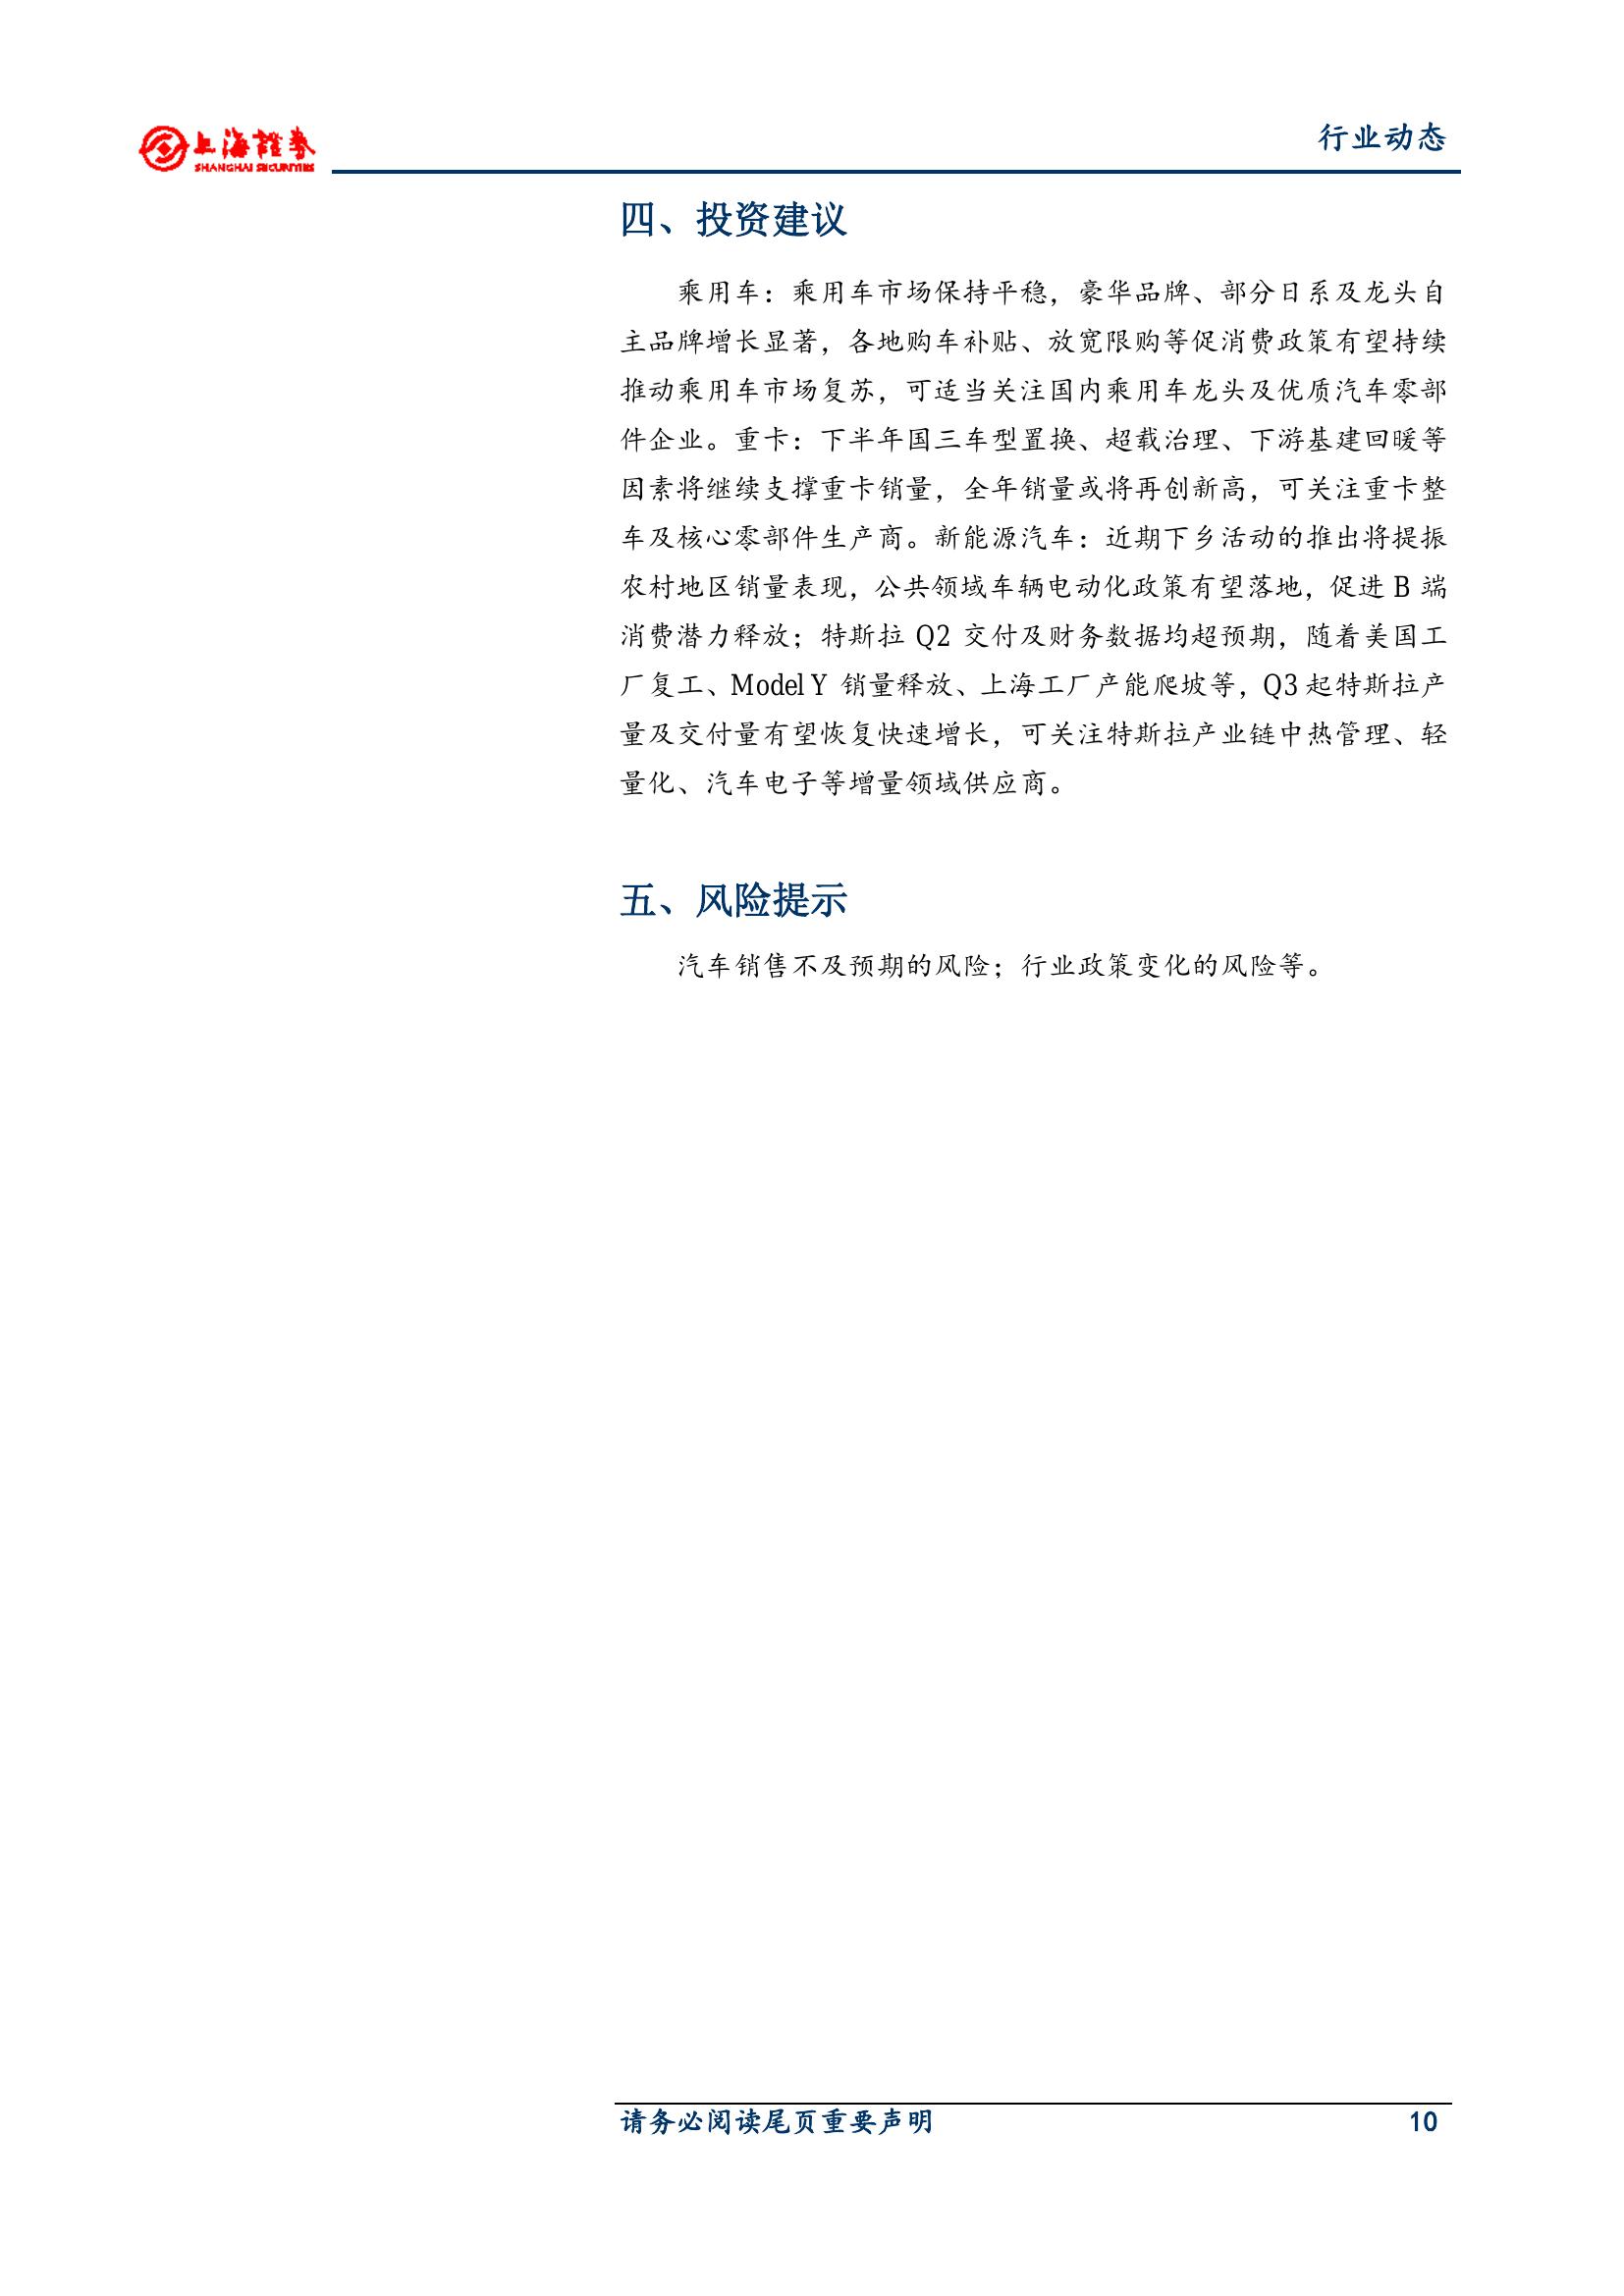 上海證券
SHANGHAI SECURITIES
行业动态
四、投资建议
乘用车：乘用车市场保持平稳，豪华品牌、部分日系及龙头自
主品牌增长显著，各地购车补贴、放宽限购等促消费政策有望持续
推动乘用车市场复苏，可适当关注国内乘用车龙头及优质汽车零部
件企业。重卡：下半年国三车型置换、超载治理、下游基建回暖等
因素将继续支撑重卡销量，全年销量或将再创新高，可关注重卡整
车及核心零部件生产商。新能源汽车：近期下乡活动的推出将提振
农村地区销量表现，公共领域车辆电动化政策有望落地，促进 B 端
消费潜力释放；特斯拉 Q2 交付及财务数据均超预期，随着美国工
厂复工、Model Y 销量释放、上海工厂产能爬坡等，Q3 起特斯拉产
量及交付量有望恢复快速增长，可关注特斯拉产业链中热管理、轻
量化、汽车电子等增量领域供应商。
五、风险提示
汽车销售不及预期的风险；行业政策变化的风险等。
请务必阅读尾页重要声明 10